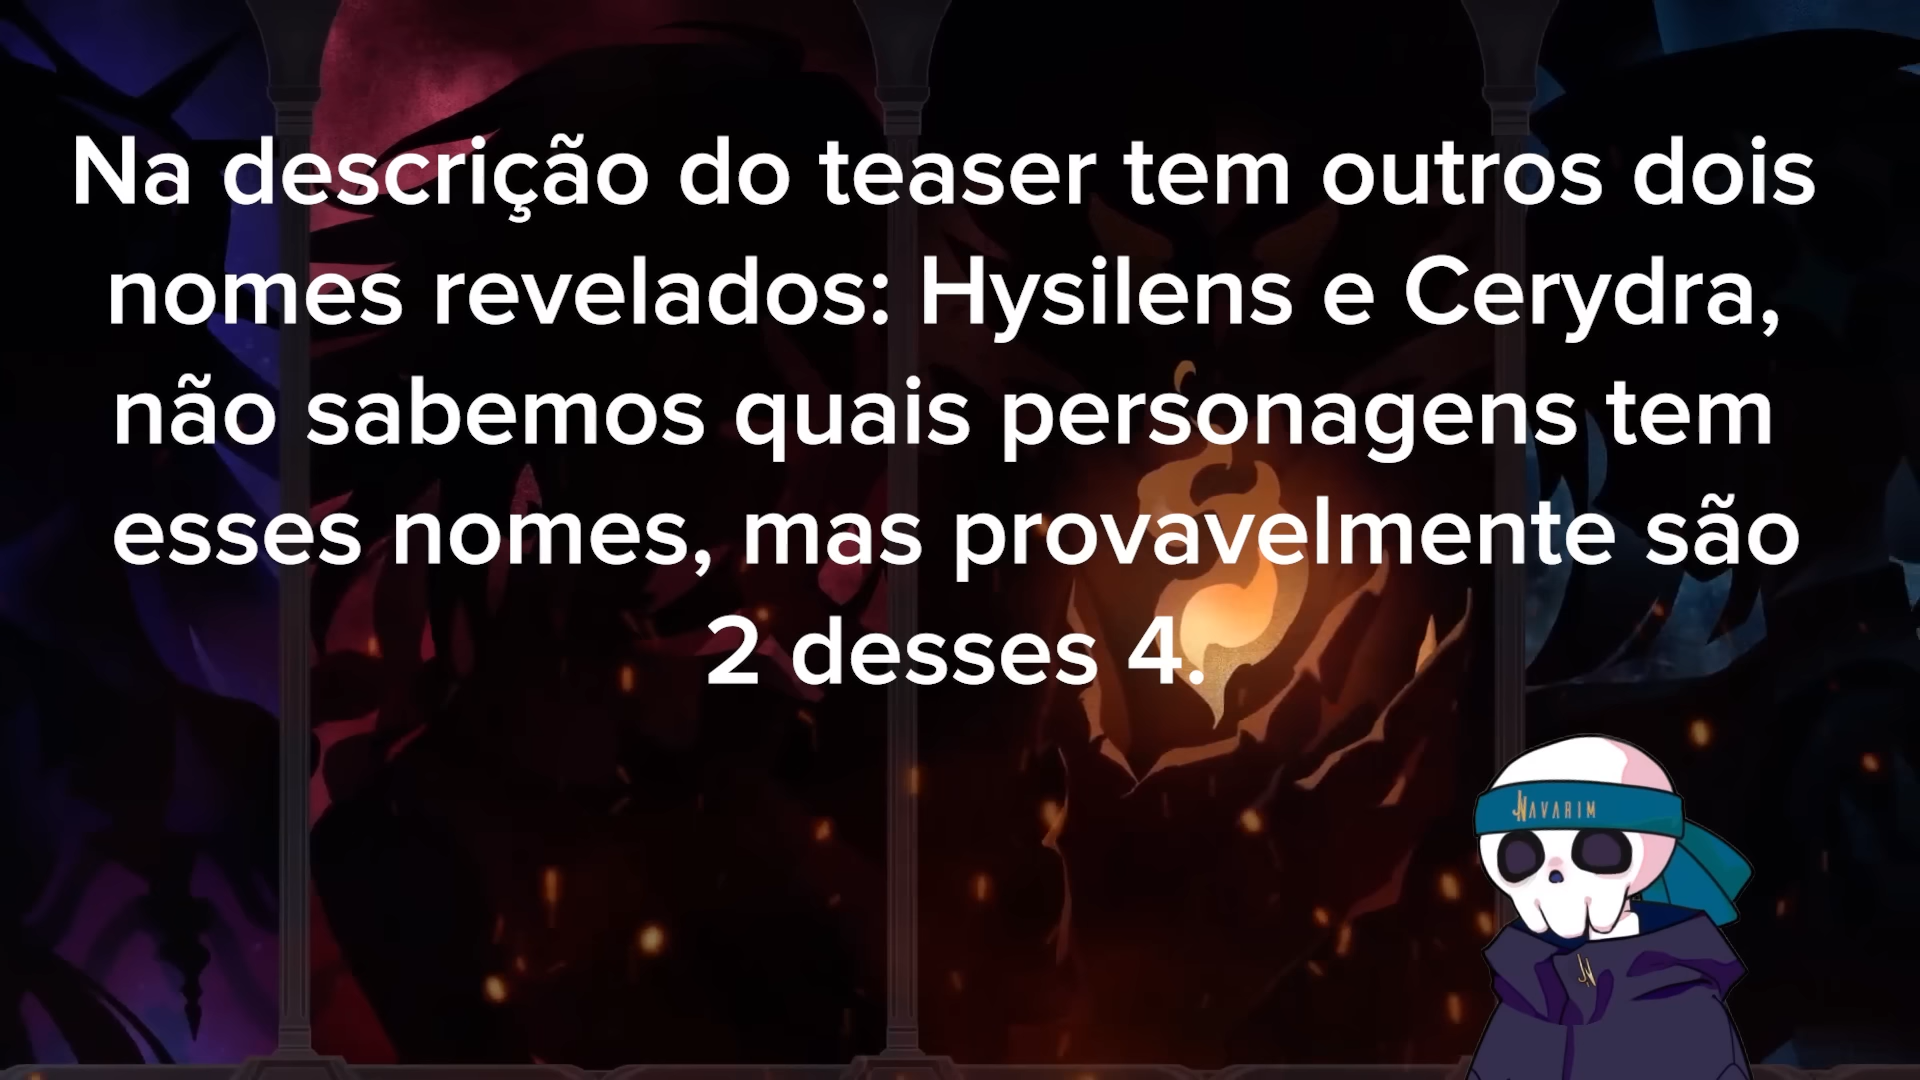 Na descrição do teaser tem outros dois
nomes revelados: Hysilens e Cerydra,
não sabemos quais personagens tem
esses nomes, mas provavelmente são
2 desses 4.
NAVARIM